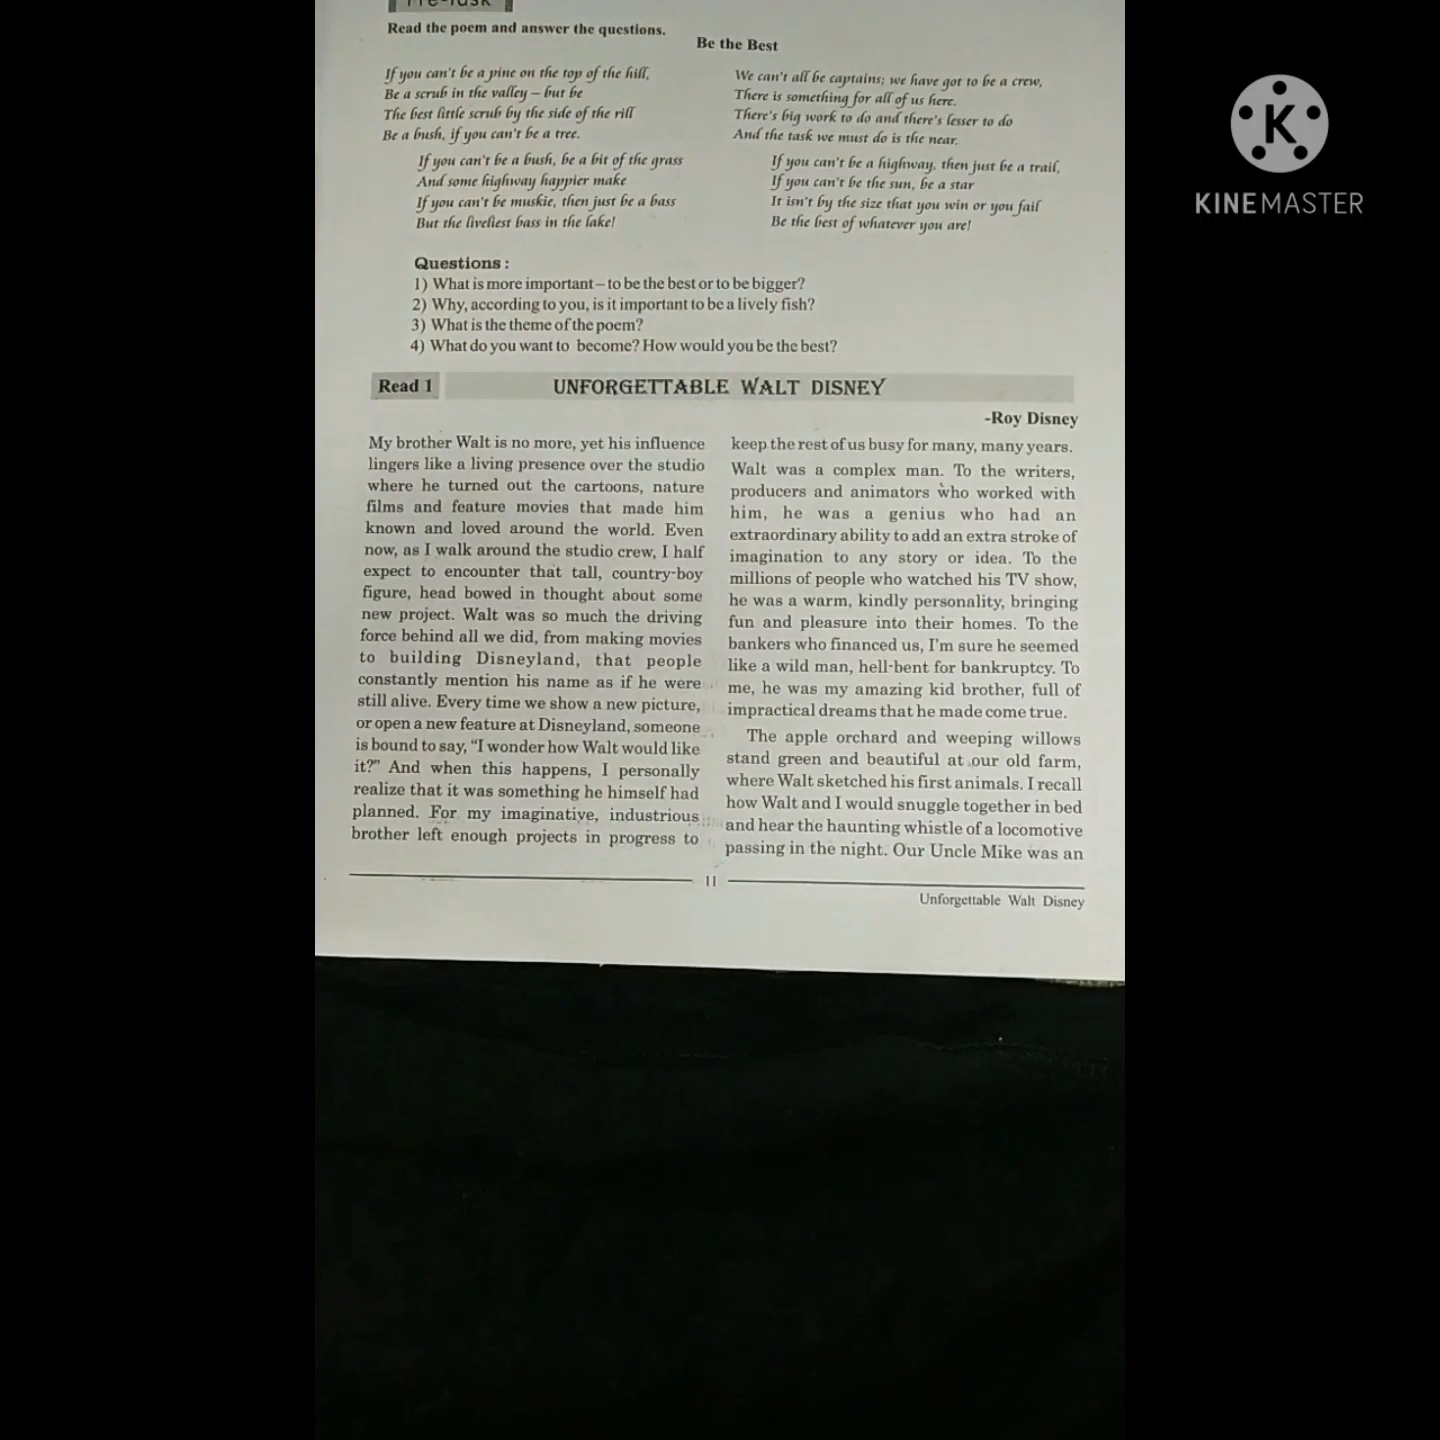 Pre-Task
Read the poem and answer the questions.
Be the Best
If you can't be a pine on the top of the hill,
Be a scrub in the valley – but be
The best little scrub by the side of the rill
Be a bush, if you can't be a tree.
If you can't be a bush, be a bit of the grass
And some highway happier make
If you can't be muskie, then just be a bass
But the liveliest bass in the lake!
We can't all be captains; we have got to be a crew,
There is something for all of us here.
There's big work to do and there's lesser to do
And the task we must do is the near.
If you can't be a highway, then just be a trail,
If you can't be the sun, be a star
It isn't by the size that you win or you fail
Be the best of whatever you are!
Questions :
1) What is more important – to be the best or to be bigger?
2) Why, according to you, is it important to be a lively fish?
3) What is the theme of the poem?
4) What do you want to become? How would you be the best?
Read 1
UNFORGETTABLE WALT DISNEY
-Roy Disney
My brother Walt is no more, yet his influence
lingers like a living presence over the studio
where he turned out the cartoons, nature
films and feature movies that made him
known and loved around the world. Even
now, as I walk around the studio crew, I half
expect to encounter that tall, country-boy
figure, head bowed in thought about some
new project. Walt was so much the driving
force behind all we did, from making movies
to building Disneyland, that people
constantly mention his name as if he were
still alive. Every time we show a new picture,
or open a new feature at Disneyland, someone
is bound to say, “I wonder how Walt would like
it?” And when this happens, I personally
realize that it was something he himself had
planned. For my imaginative, industrious
brother left enough projects in progress to
keep the rest of us busy for many, many years.
Walt was a complex man. To the writers,
producers and animators who worked with
him, he was a genius who had an
extraordinary ability to add an extra stroke of
imagination to any story or idea. To the
millions of people who watched his TV show,
he was a warm, kindly personality, bringing
fun and pleasure into their homes. To the
bankers who financed us, I'm sure he seemed
like a wild man, hell-bent for bankruptcy. To
me, he was my amazing kid brother, full of
impractical dreams that he made come true.
The apple orchard and weeping willows
stand green and beautiful at our old farm,
where Walt sketched his first animals. I recall
how Walt and I would snuggle together in bed
and hear the haunting whistle of a locomotive
passing in the night. Our Uncle Mike was an
11
Unforgettable Walt Disney
K
KINEMASTER